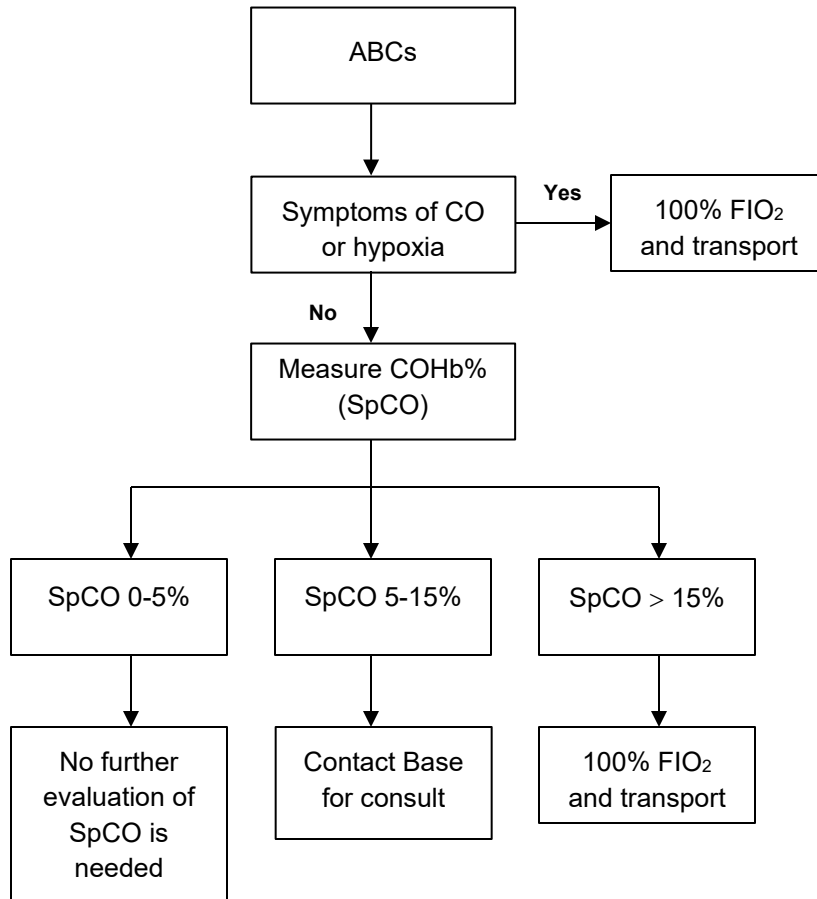 ABCs
Symptoms of CO
or hypoxia
Yes
100% FIO₂
and transport
No
Measure COHb%
(SpCO)
SpCO 0-5%
SpCO 5-15%
SpCO > 15%
No further
evaluation of
SpCO is
needed
Contact Base
for consult
100% FIO₂
and transport